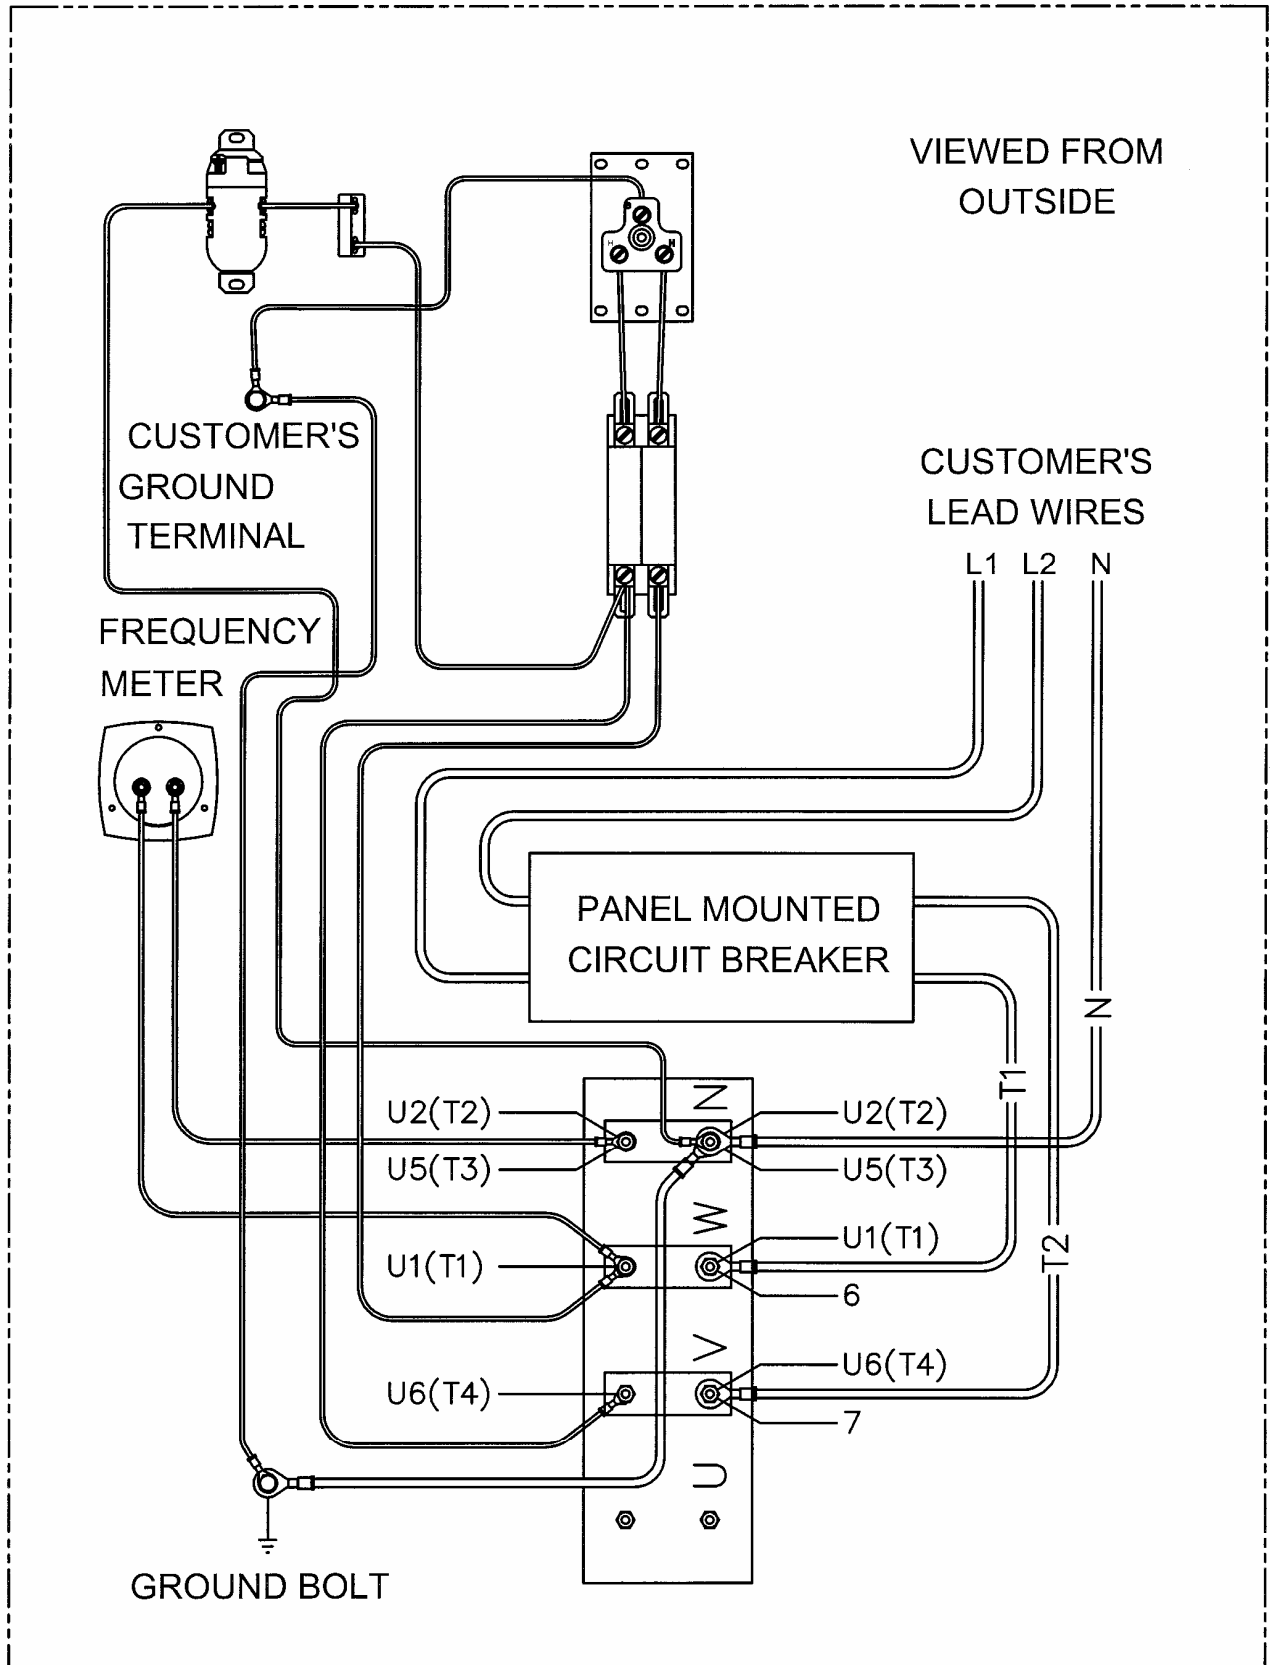 VIEWED FROM
OUTSIDE
H
H
CUSTOMER'S
GROUND
TERMINAL
CUSTOMER'S
LEAD WIRES
L1 L2 N
FREQUENCY
METER
PANEL MOUNTED
CIRCUIT BREAKER
N
T1
T2
N
U2(T2)
U5(T3)
U2(T2)
U5(T3)
W
U1(T1)
U1(T1)
6
V
U6(T4)
U6(T4)
7
U
GROUND BOLT